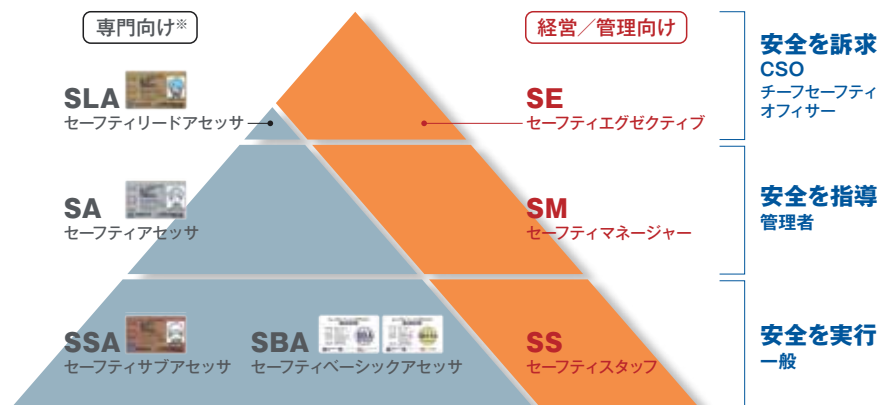 専門向け※
経営／管理向け
SLA
セーフティリードアセッサ
SE
セーフティエグゼクティブ
安全を訴求
CSO
チーフセーフティ
オフィサー
SA
セーフティアセッサ
SM
セーフティマネージャー
安全を指導
管理者
SSA
セーフティサブアセッサ
SBA
セーフティベーシックアセッサ
SS
セーフティスタッフ
安全を実行
一般